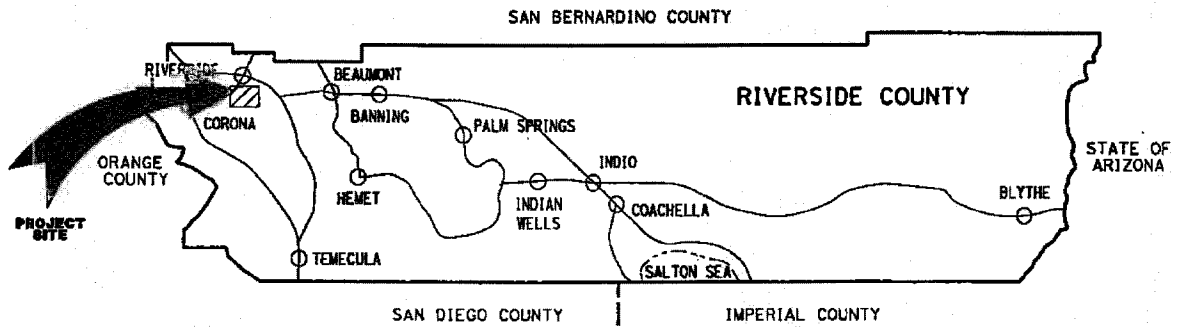 SAN BERNARDINO COUNTY
RIVERSIDE
BEAUMONT
RIVERSIDE COUNTY
CORONA
BANNING
PALM SPRINGS
STATE OF
ARIZONA
ORANGE
COUNTY
INDIO
HEMET
INDIAN
WELLS
COACHELLA
BLYTHE
PROJECT
SITE
TEMECULA
SALTON SEA
SAN DIEGO COUNTY
IMPERIAL COUNTY